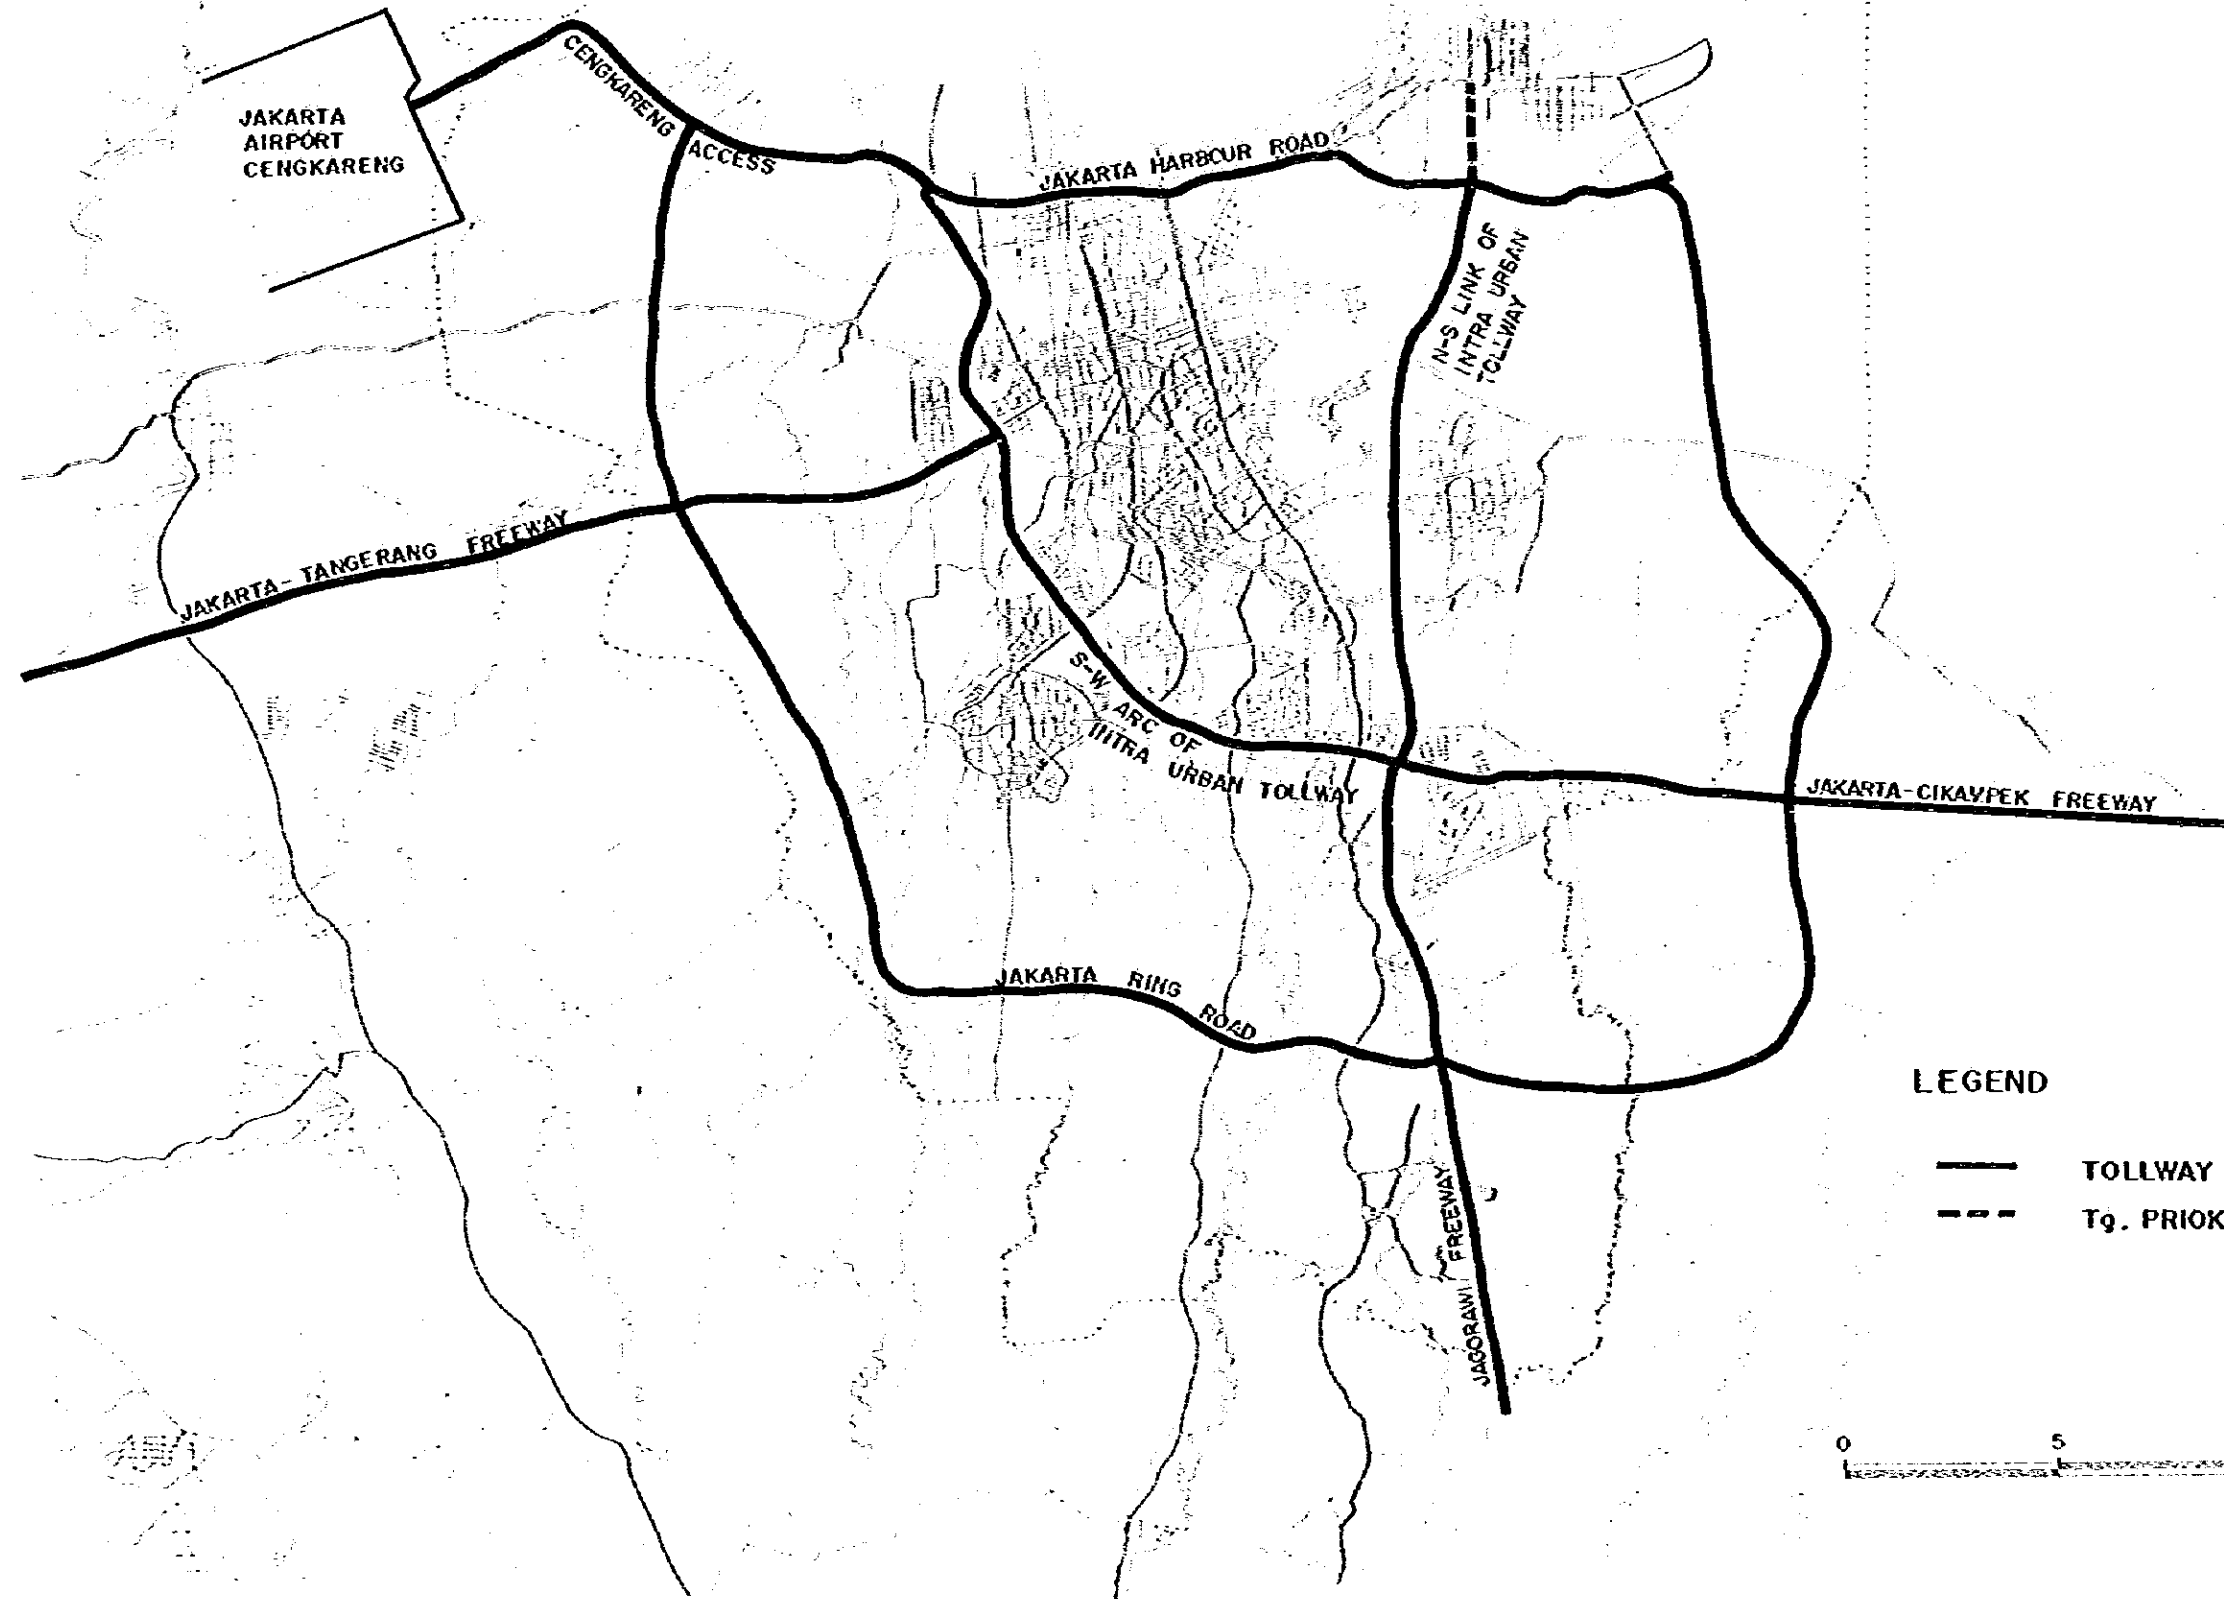 JAKARTA
AIRPORT
CENGKARENG
CENGKARENG
ACCESS
JAKARTA HARBOUR ROAD
N-S LINK OF
INTRA URBAN
TOLLWAY
JAKARTA - TANGERANG FREEWAY
S-W ARC OF
INTRA URBAN TOLLWAY
JAKARTA-CIKAMPEK FREEWAY
JAKARTA RING ROAD
JAGORAWI FREEWAY
LEGEND
TOLLWAY
Tg. PRIOK
0 5